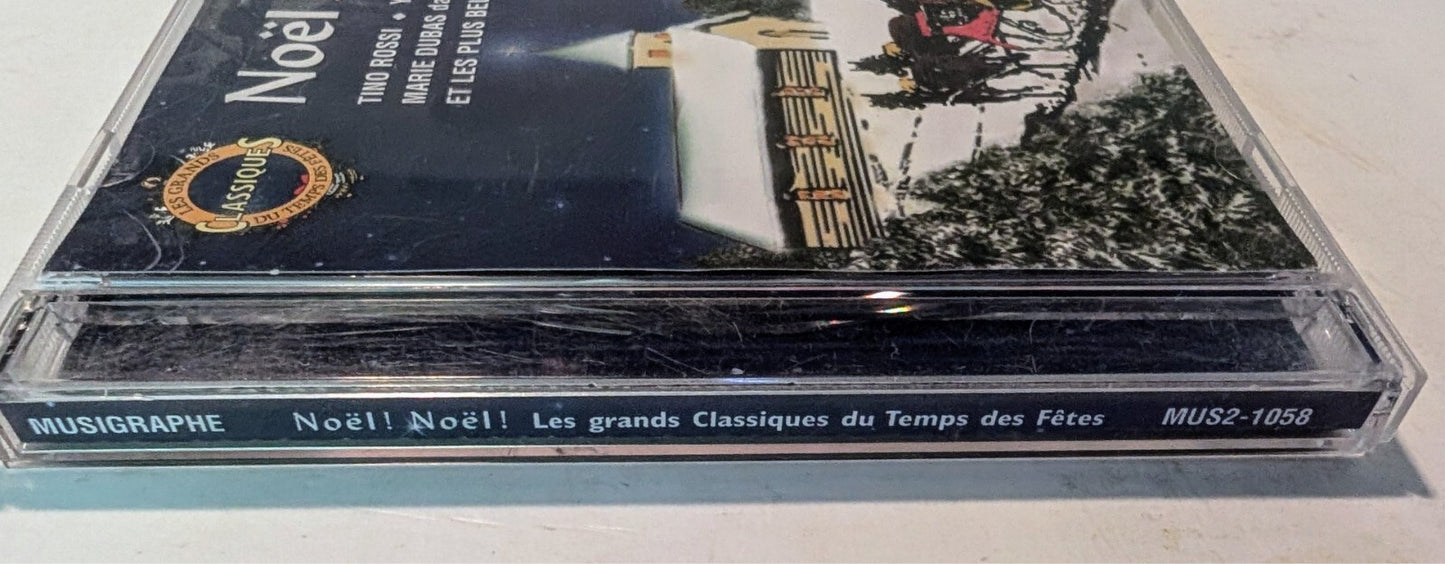 Noël
TINO ROSSI ♦
MARIE DUBAS
ET LES PLUS
LES GRANDS
CLASSIQUES
DU TEMPS DES FÊTES
MUSIGRAPHE Noël! Noël! Les grands Classiques du Temps des Fêtes MUS2-1058